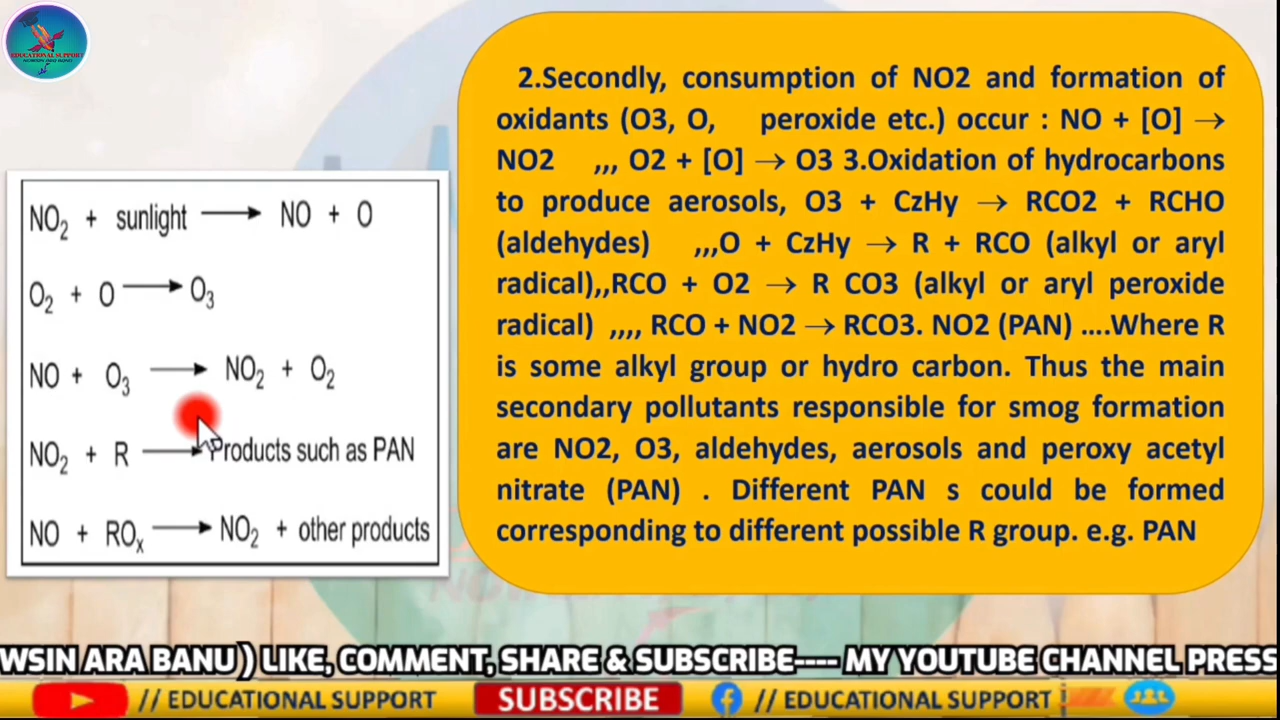 EDUCATIONAL SUPPORT
NO₂ + sunlight ⟶ NO + O
O₂ + O ⟶ O₃
NO + O₃ ⟶ NO₂ + O₂
NO₂ + R ⟶ Products such as PAN
NO + ROₓ ⟶ NO₂ + other products
2.Secondly, consumption of NO2 and formation of
oxidants (O3, O, peroxide etc.) occur : NO + [O] →
NO2 ,,, O2 + [O] → O3 3.Oxidation of hydrocarbons
to produce aerosols, O3 + CzHy → RCO2 + RCHO
(aldehydes) ,,,O + CzHy → R + RCO (alkyl or aryl
radical),,RCO + O2 → R CO3 (alkyl or aryl peroxide
radical) ,,,, RCO + NO2 → RCO3. NO2 (PAN) ....Where R
is some alkyl group or hydro carbon. Thus the main
secondary pollutants responsible for smog formation
are NO2, O3, aldehydes, aerosols and peroxy acetyl
nitrate (PAN) . Different PAN s could be formed
corresponding to different possible R group. e.g. PAN
WSIN ARA BANU ) LIKE, COMMENT, SHARE & SUBSCRIBE---- MY YOUTUBE CHANNEL PRESS
// EDUCATIONAL SUPPORT SUBSCRIBE // EDUCATIONAL SUPPORT